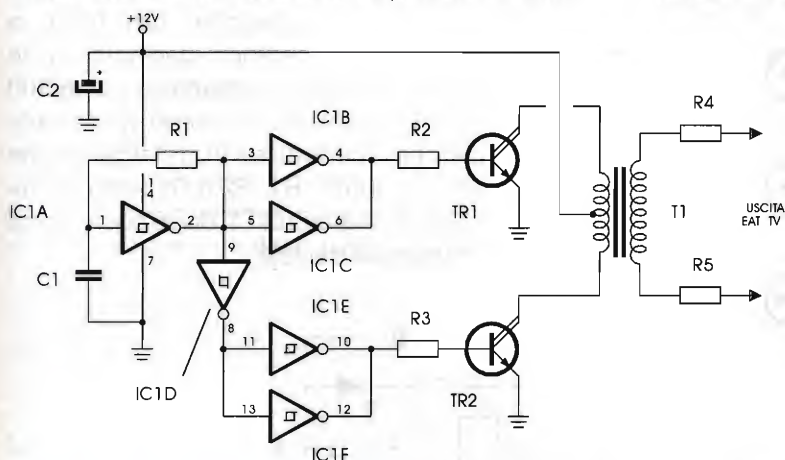 +12V
C2
R1
IC1B
R2
R4
3
4
TR1
1
4
IC1A
1
2
5
6
T1
USCITA
EAT TV
7
9
IC1C
C1
R5
IC1E
R3
8
11
10
IC1D
TR2
13
12
IC1F